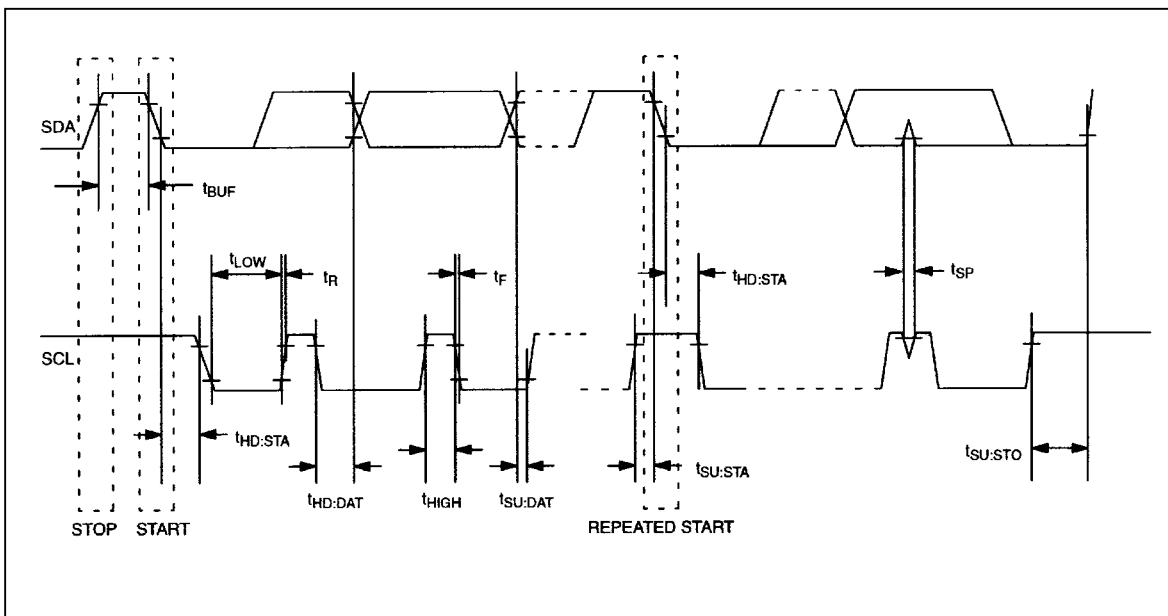 SDA
tBUF
tLOW
tR
tF
tHD:STA
tSP
SCL
tHD:STA
tHD:DAT
tHIGH
tSU:DAT
tSU:STA
tSU:STO
STOP
START
REPEATED START